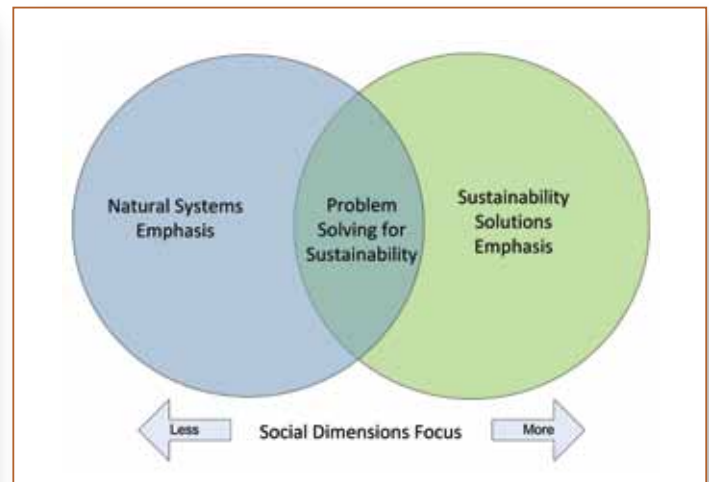 Natural Systems
Emphasis
Problem
Solving for
Sustainability
Sustainability
Solutions
Emphasis
Less
Social Dimensions Focus
More